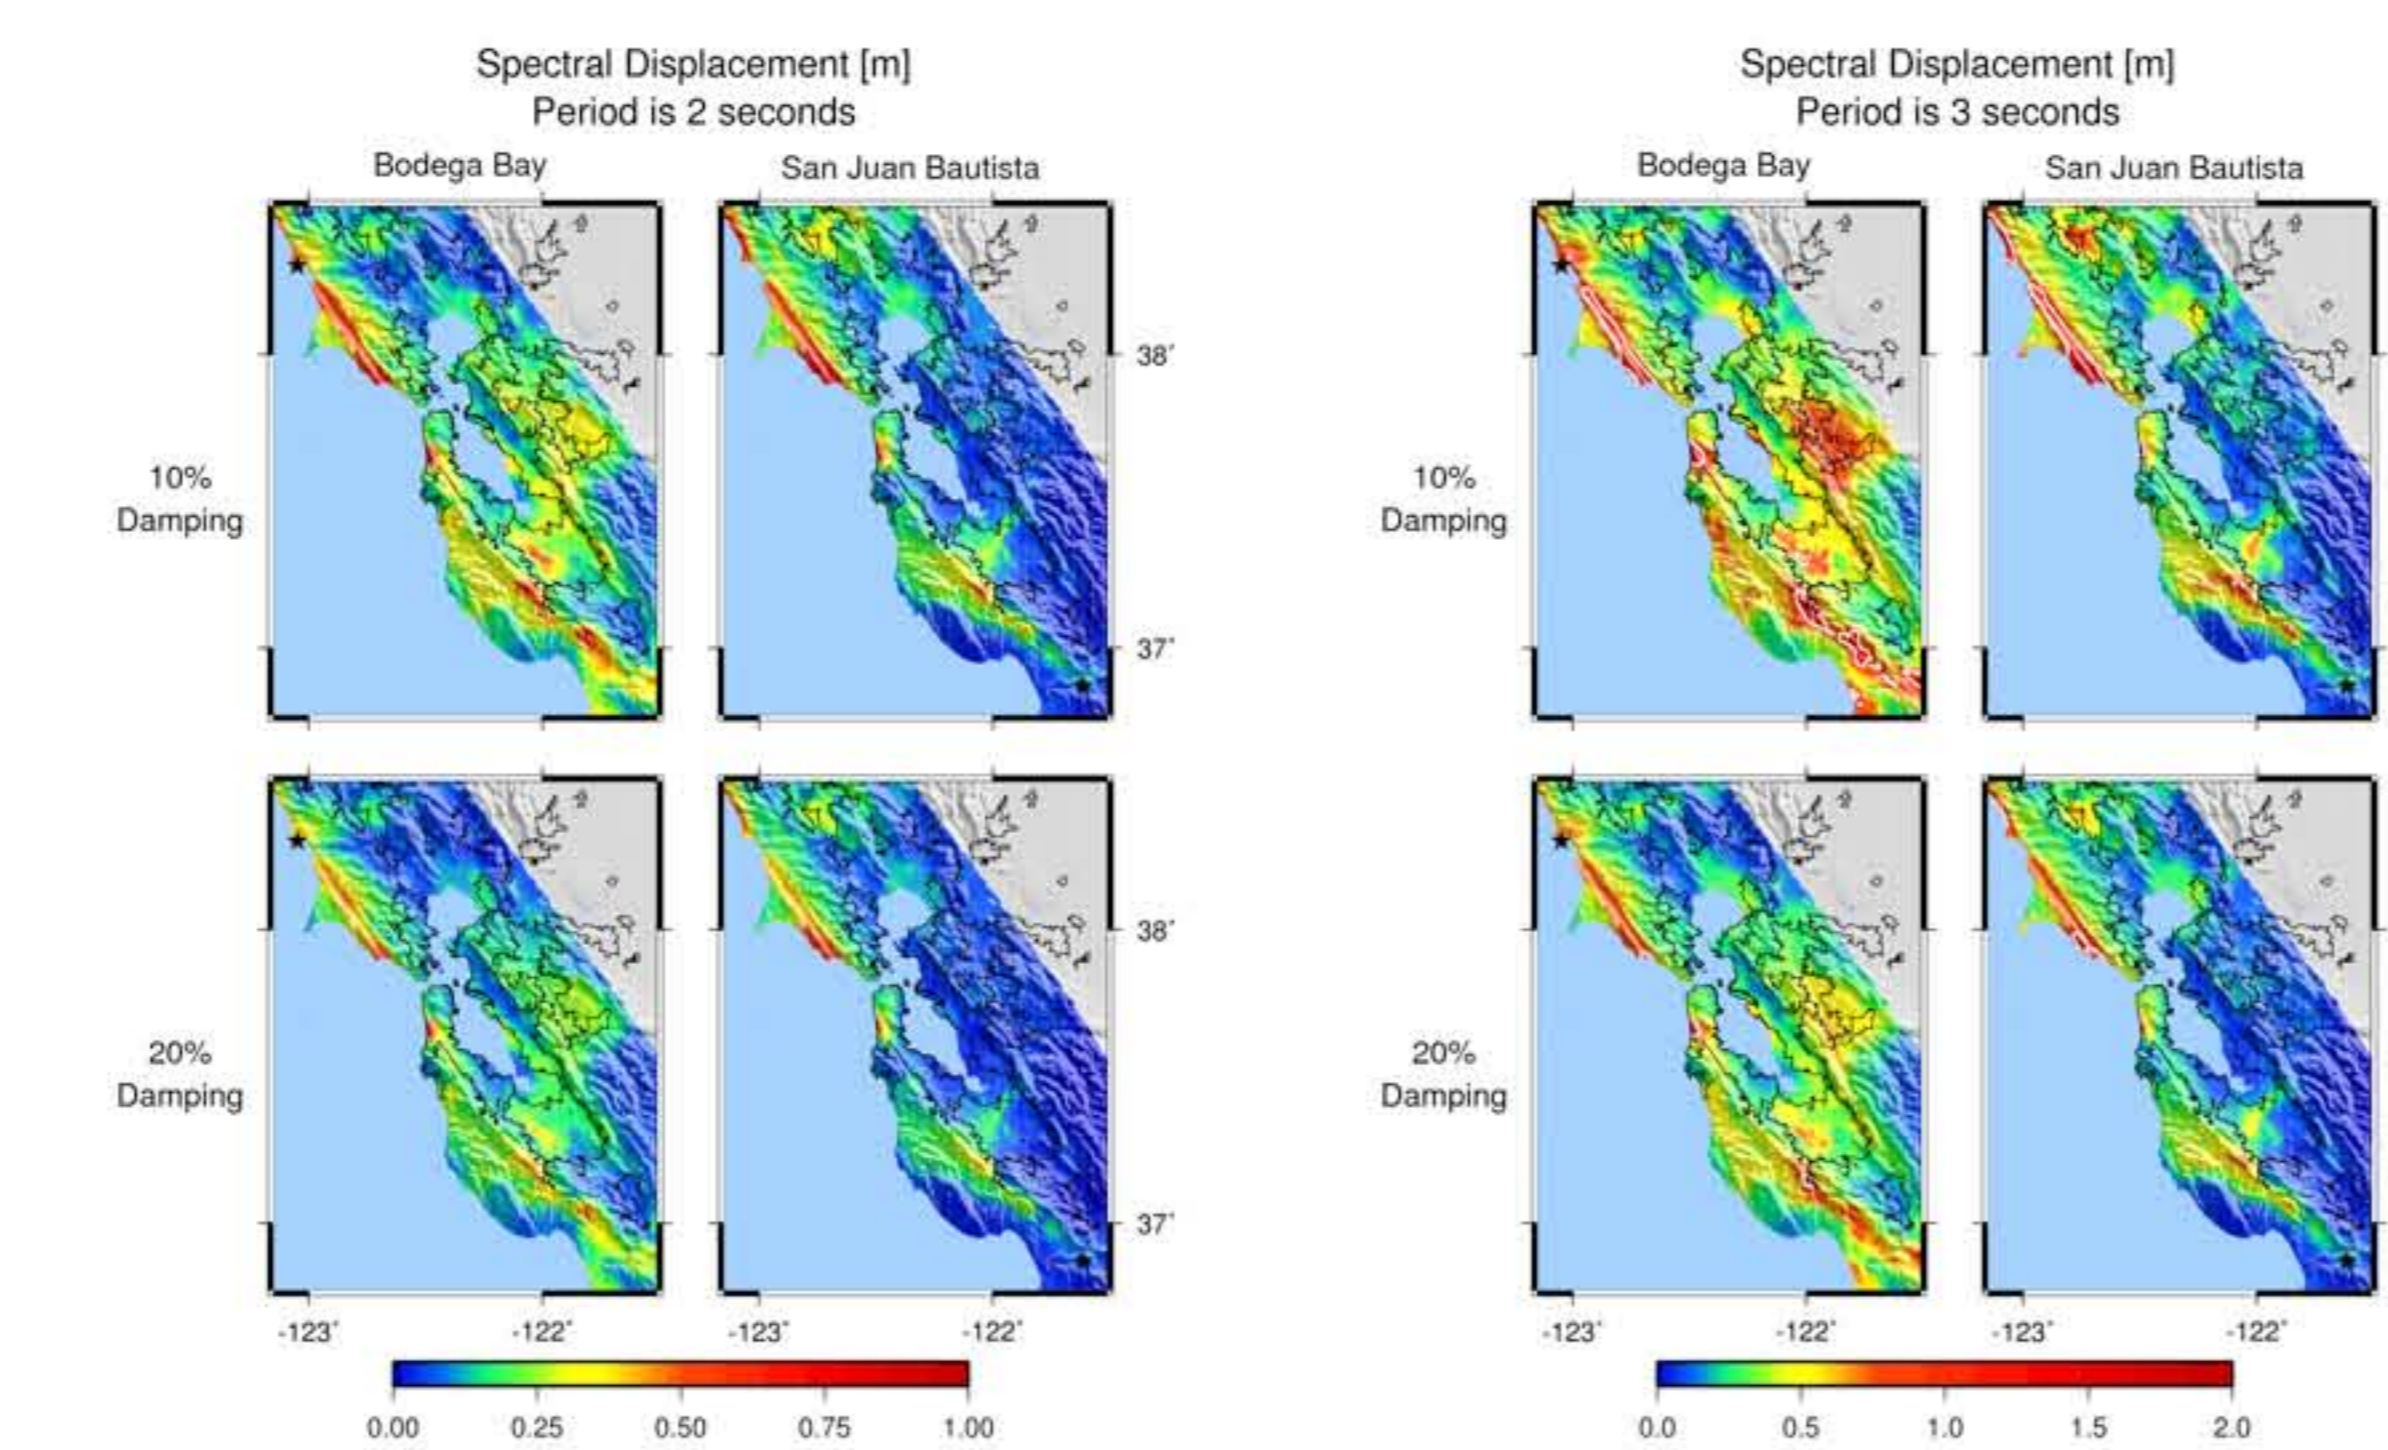 Spectral Displacement [m]
Period is 2 seconds
Bodega Bay
San Juan Bautista
38°
10%
Damping
37°
38°
20%
Damping
37°
-123° -122° -123° -122°
0.00 0.25 0.50 0.75 1.00
Spectral Displacement [m]
Period is 3 seconds
Bodega Bay
San Juan Bautista
10%
Damping
20%
Damping
-123° -122° -123° -122°
0.0 0.5 1.0 1.5 2.0